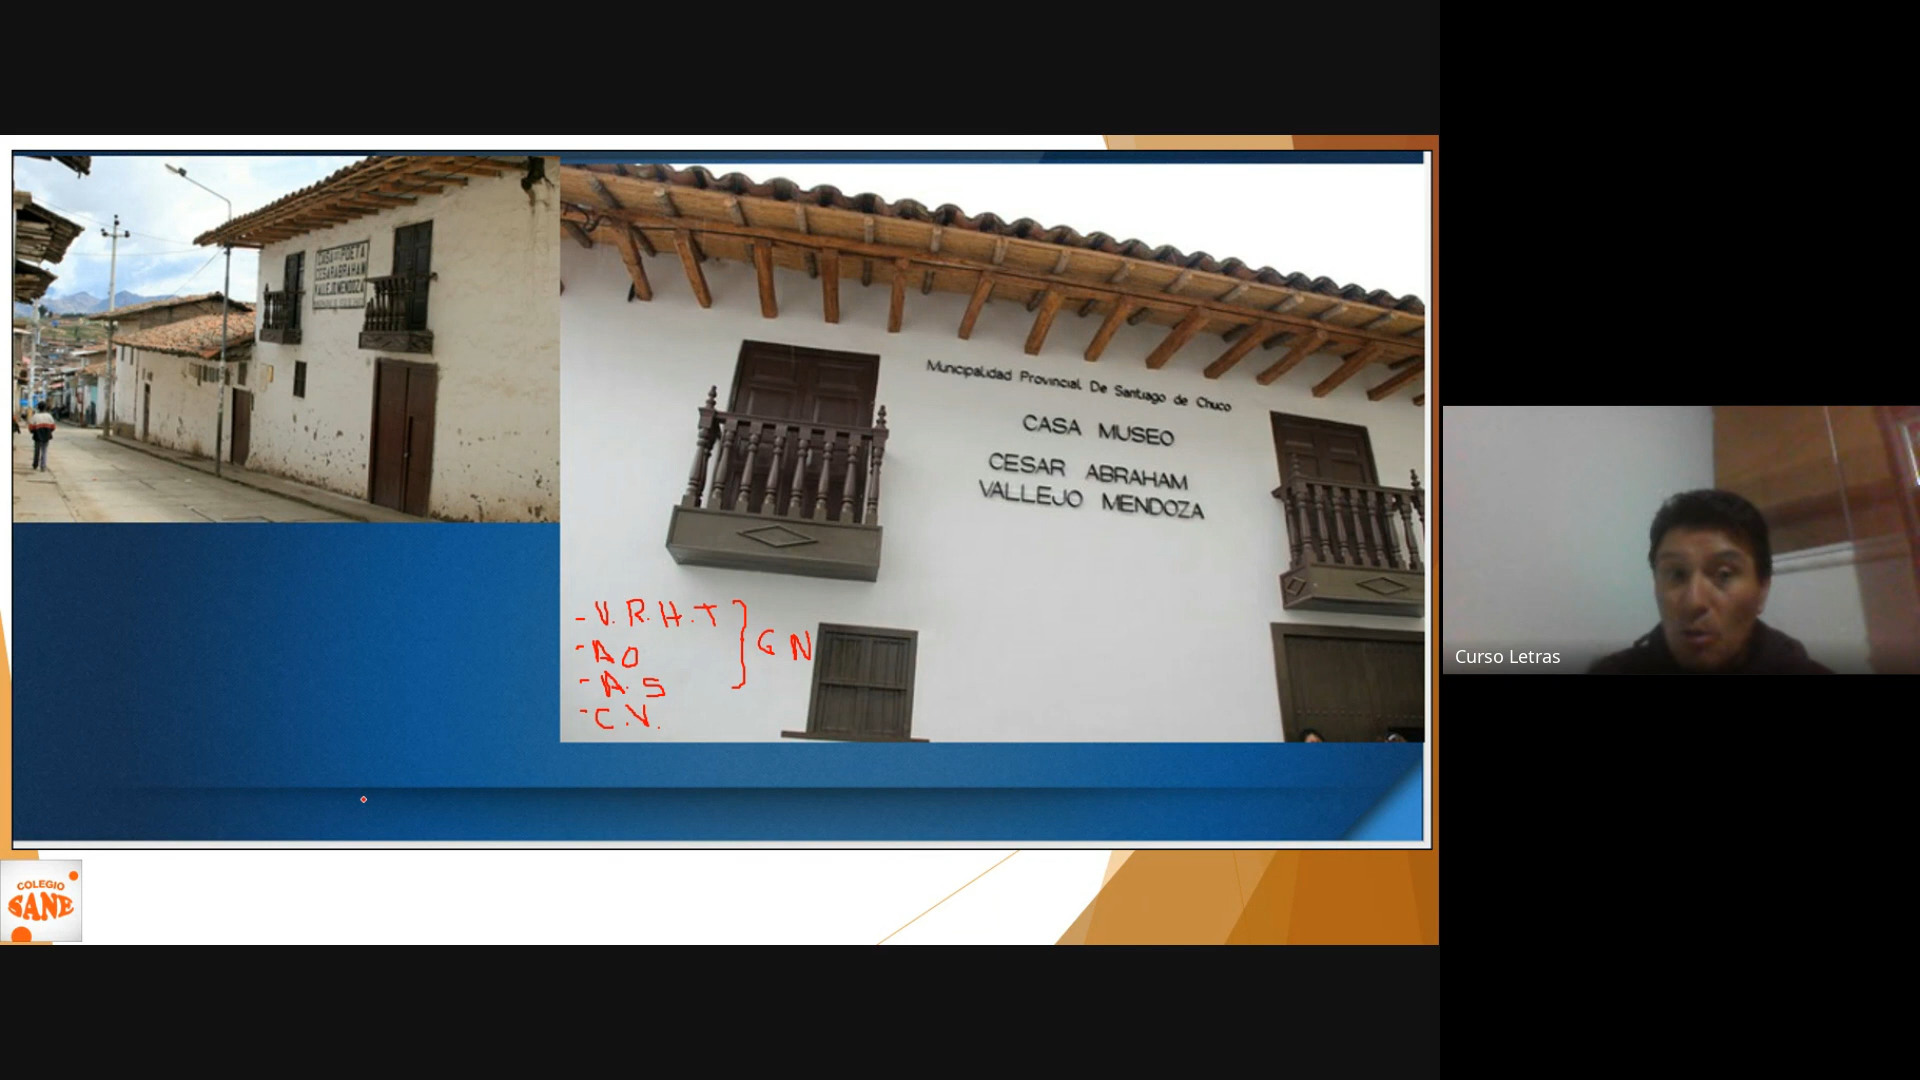 CASA DEL POETA
CESAR ABRAHAM
VALLEJO MENDOZA
Municipalidad Provincial De Santiago de Chuco
CASA MUSEO
CESAR ABRAHAM
VALLEJO MENDOZA
- V. R. H. T } G N
- A O
- A. S
- C. V.
COLEGIO
SANE
Curso Letras